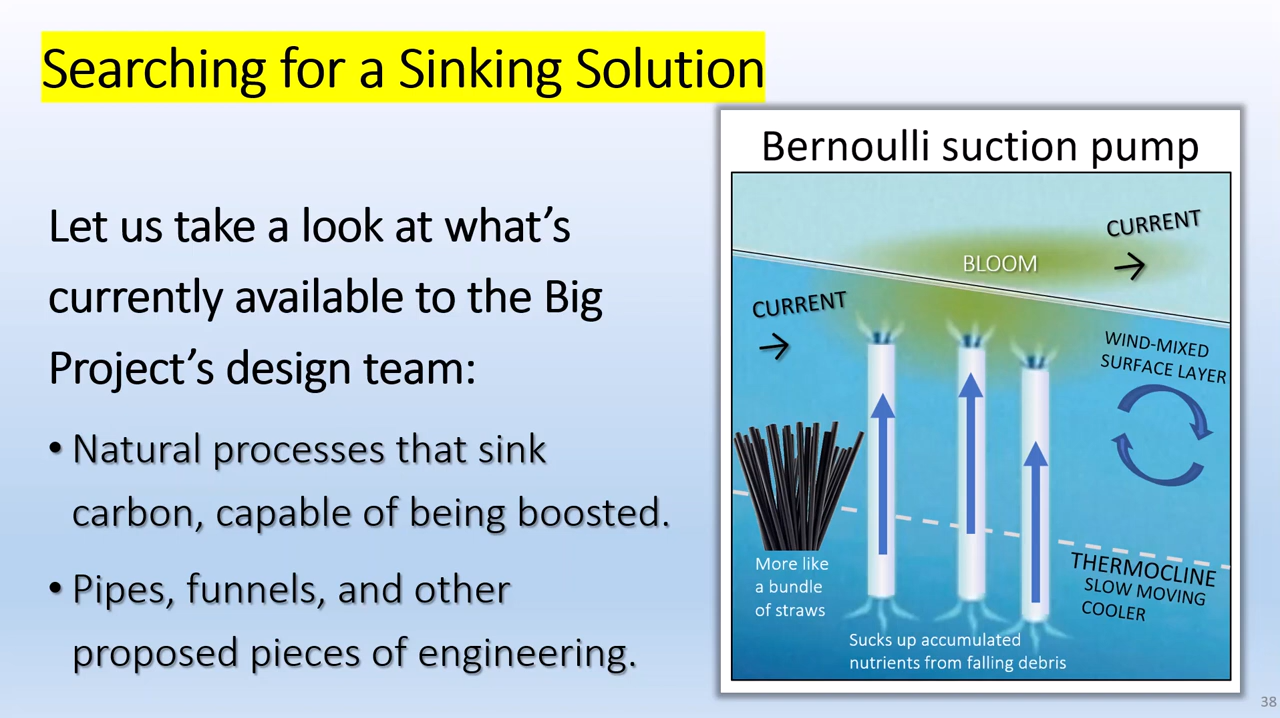 Searching for a Sinking Solution
Let us take a look at what’s
currently available to the Big
Project’s design team:
• Natural processes that sink
carbon, capable of being boosted.
• Pipes, funnels, and other
proposed pieces of engineering.
Bernoulli suction pump
CURRENT
BLOOM
CURRENT
WIND-MIXED
SURFACE LAYER
More like
a bundle
of straws
THERMOCLINE
SLOW MOVING
COOLER
Sucks up accumulated
nutrients from falling debris
38